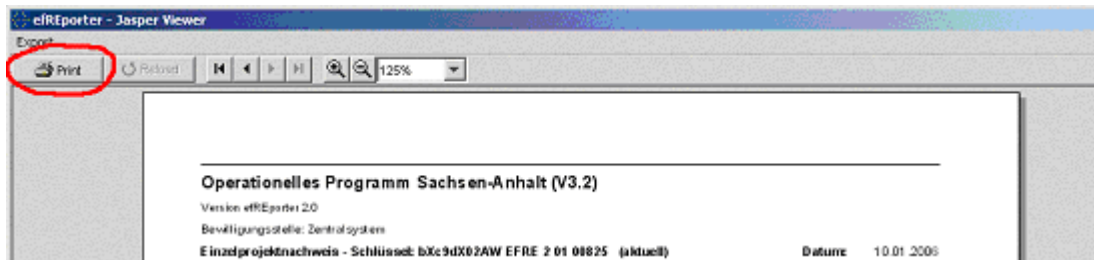 efREporter - Jasper Viewer
Export
Print Reload 125%
Operationelles Programm Sachsen-Anhalt (V3.2)
Version efREporter 2.0
Bewilligungsstelle: Zentralsystem
Einzelprojektnachweis - Schlüssel: bXc9dX02AW EFRE 2 01 00825 (aktuell) Datum: 10.01.2006